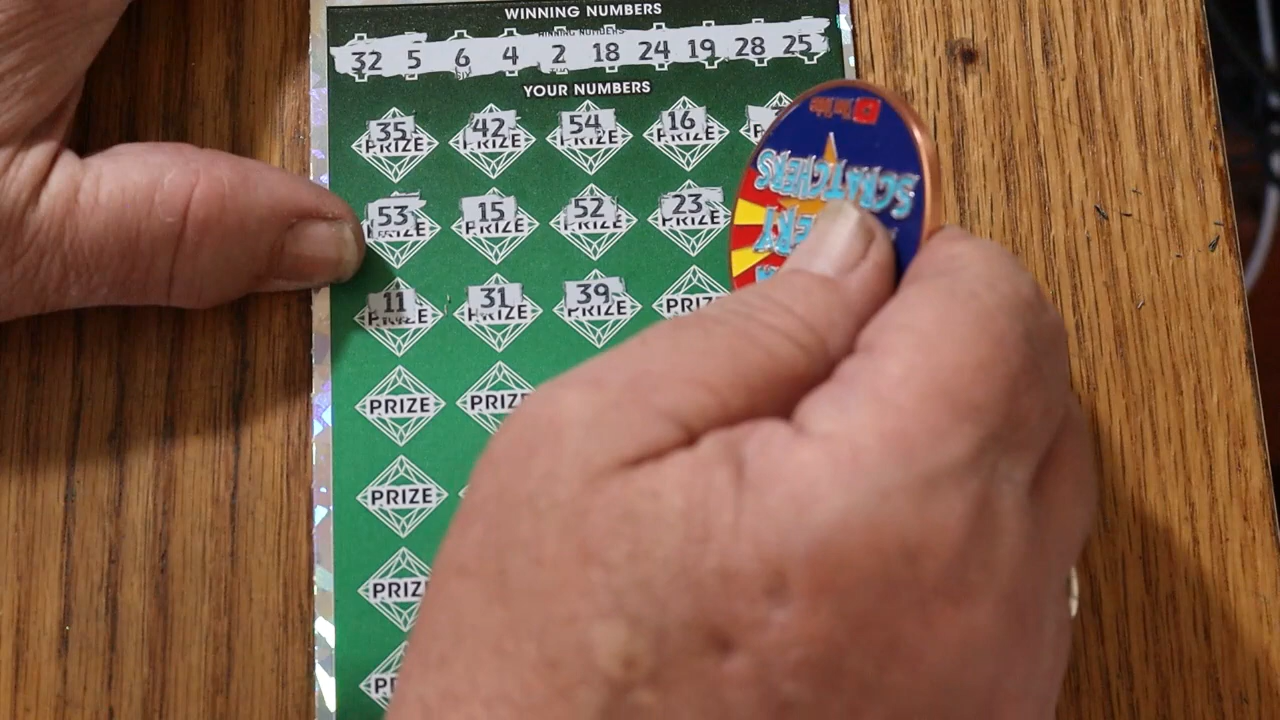 WINNING NUMBERS
32 5 6 4 2 18 24 19 28 25
YOUR NUMBERS
35 42 54 16
PRIZE PRIZE PRIZE PRIZE
53 15 52 23
PRIZE PRIZE PRIZE PRIZE
11 31 39
PRIZE PRIZE PRIZE PRIZE
PRIZE PRIZE
PRIZE
PRIZE
YouTube
SCRATCHERS